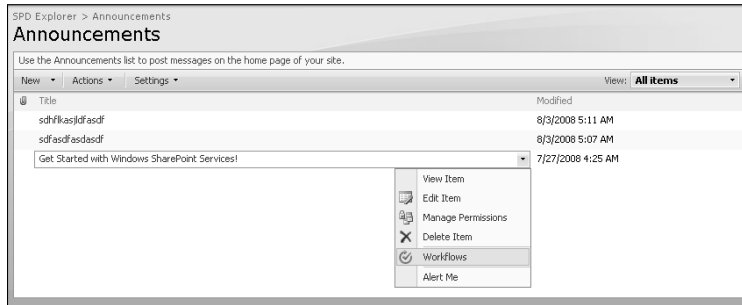 SPD Explorer > Announcements
Announcements
Use the Announcements list to post messages on the home page of your site.
New Actions Settings View: All items
Title Modified
sdhflkasjldfasdf 8/3/2008 5:11 AM
sdfasdfasdasdf 8/3/2008 5:07 AM
Get Started with Windows SharePoint Services! 7/27/2008 4:25 AM
View Item
Edit Item
Manage Permissions
Delete Item
Workflows
Alert Me